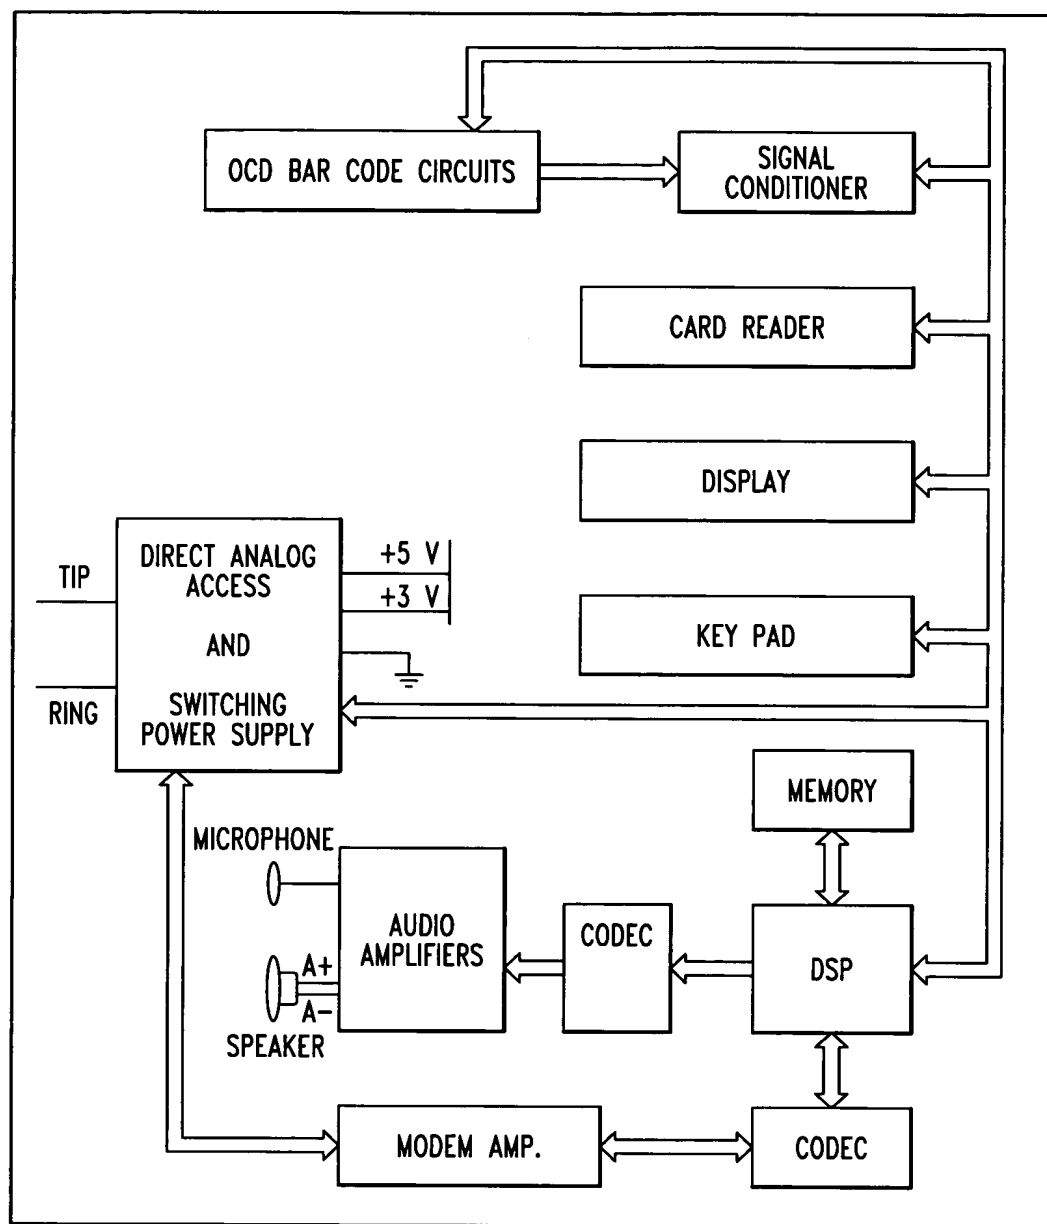 OCD BAR CODE CIRCUITS
SIGNAL
CONDITIONER
CARD READER
DISPLAY
TIP
RING
DIRECT ANALOG
ACCESS
AND
SWITCHING
POWER SUPPLY
+5 V
+3 V
KEY PAD
MEMORY
MICROPHONE
AUDIO
AMPLIFIERS
CODEC
DSP
A+
A-
SPEAKER
MODEM AMP.
CODEC